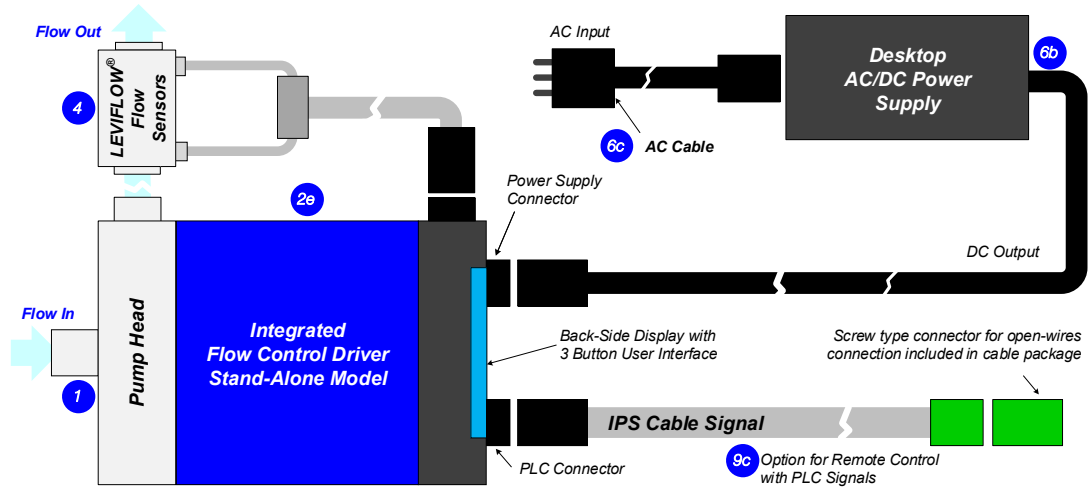 Flow Out
4
LEVIFLOW®
Flow
Sensors
AC Input
6c
AC Cable
Desktop
AC/DC Power
Supply
6b
2e
Power Supply
Connector
DC Output
Flow In
1
Pump Head
Integrated
Flow Control Driver
Stand-Alone Model
Back-Side Display with
3 Button User Interface
Screw type connector for open-wires
connection included in cable package
IPS Cable Signal
PLC Connector
9c
Option for Remote Control
with PLC Signals